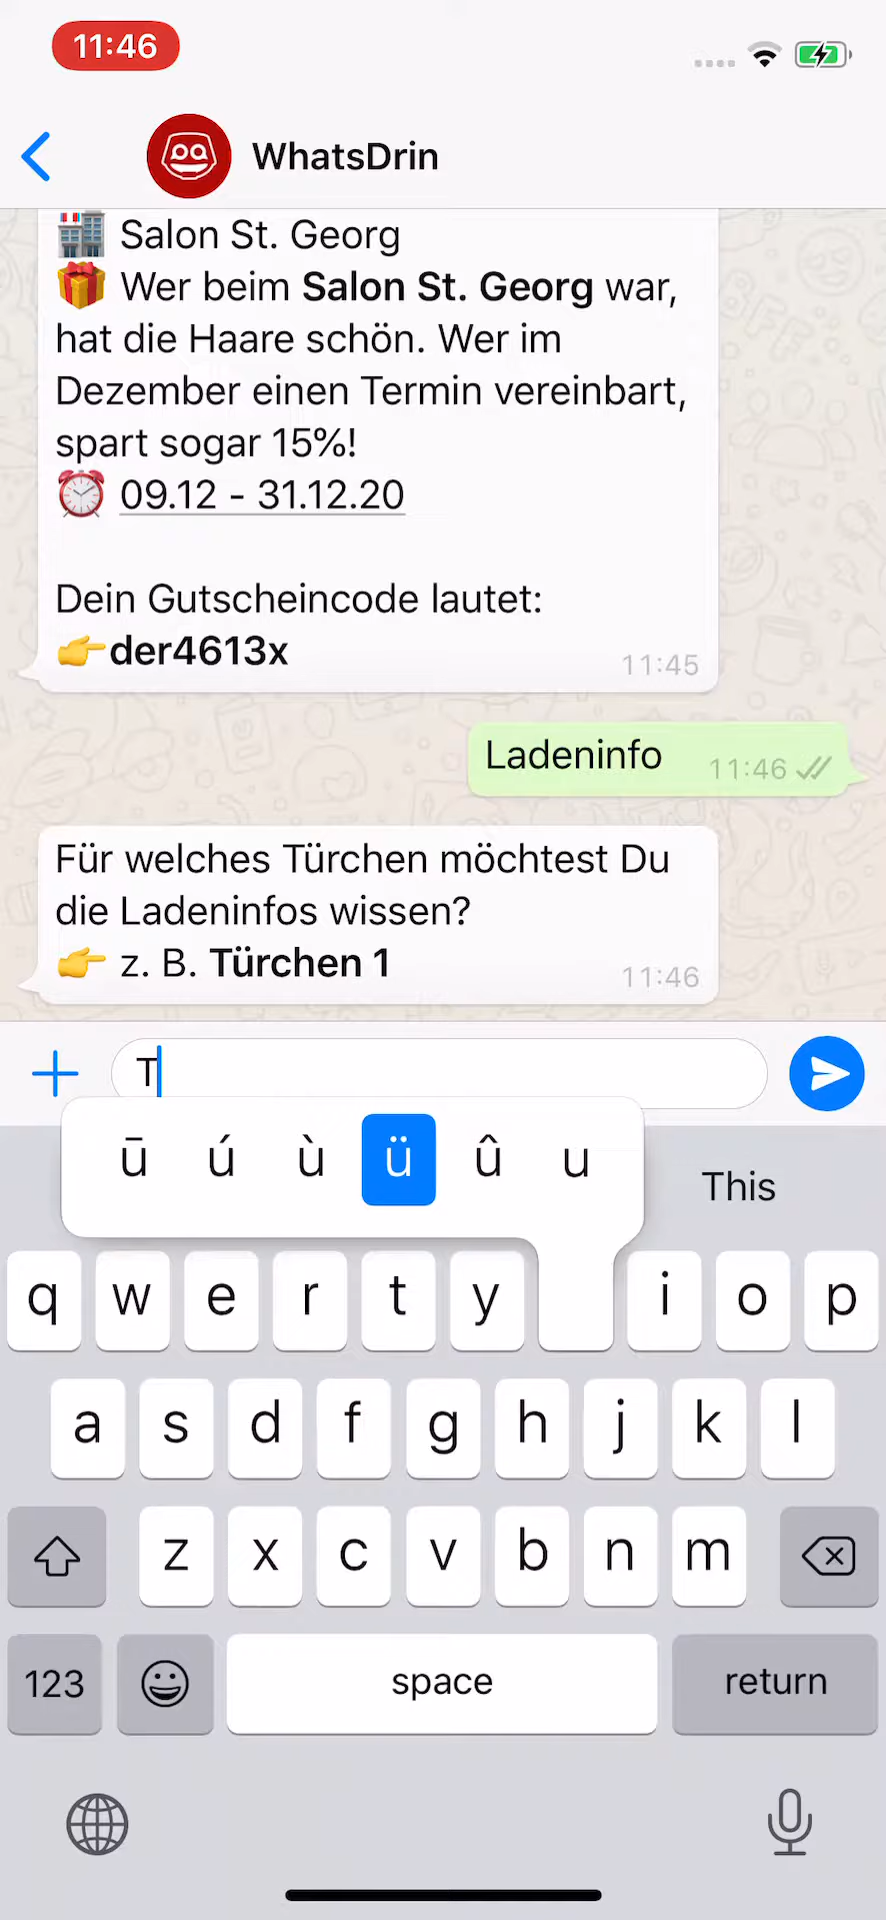 11:46
WhatsDrin
🏬 Salon St. Georg
🎁 Wer beim Salon St. Georg war,
hat die Haare schön. Wer im
Dezember einen Termin vereinbart,
spart sogar 15%!
⏰ 09.12 - 31.12.20
Dein Gutscheincode lautet:
👉der4613x
11:45
Ladeninfo
11:46
Für welches Türchen möchtest Du
die Ladeninfos wissen?
👉 z. B. Türchen 1
11:46
T
ū ú ù ü û u
This
q w e r t y i o p
a s d f g h j k l
z x c v b n m
123 space return